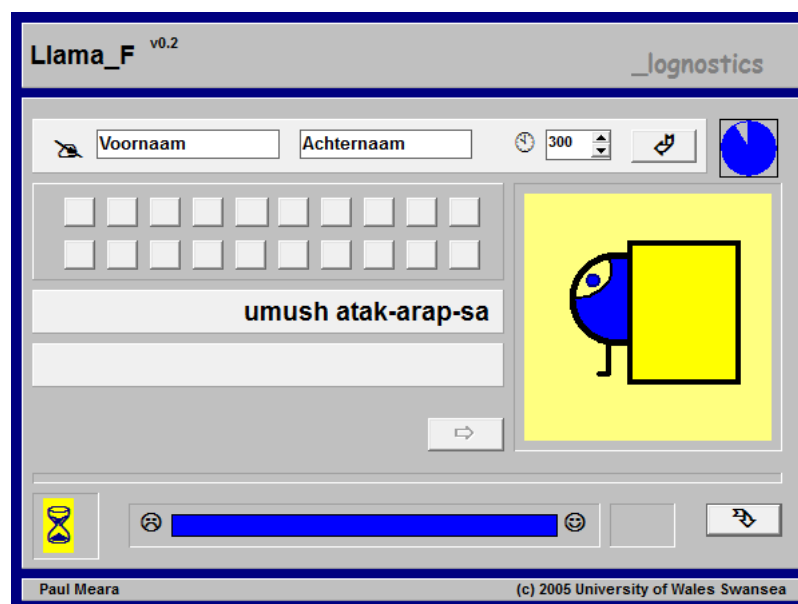 Llama_F v0.2
_lognostics
Voornaam Achternaam 300
umush atak-arap-sa
Paul Meara (c) 2005 University of Wales Swansea